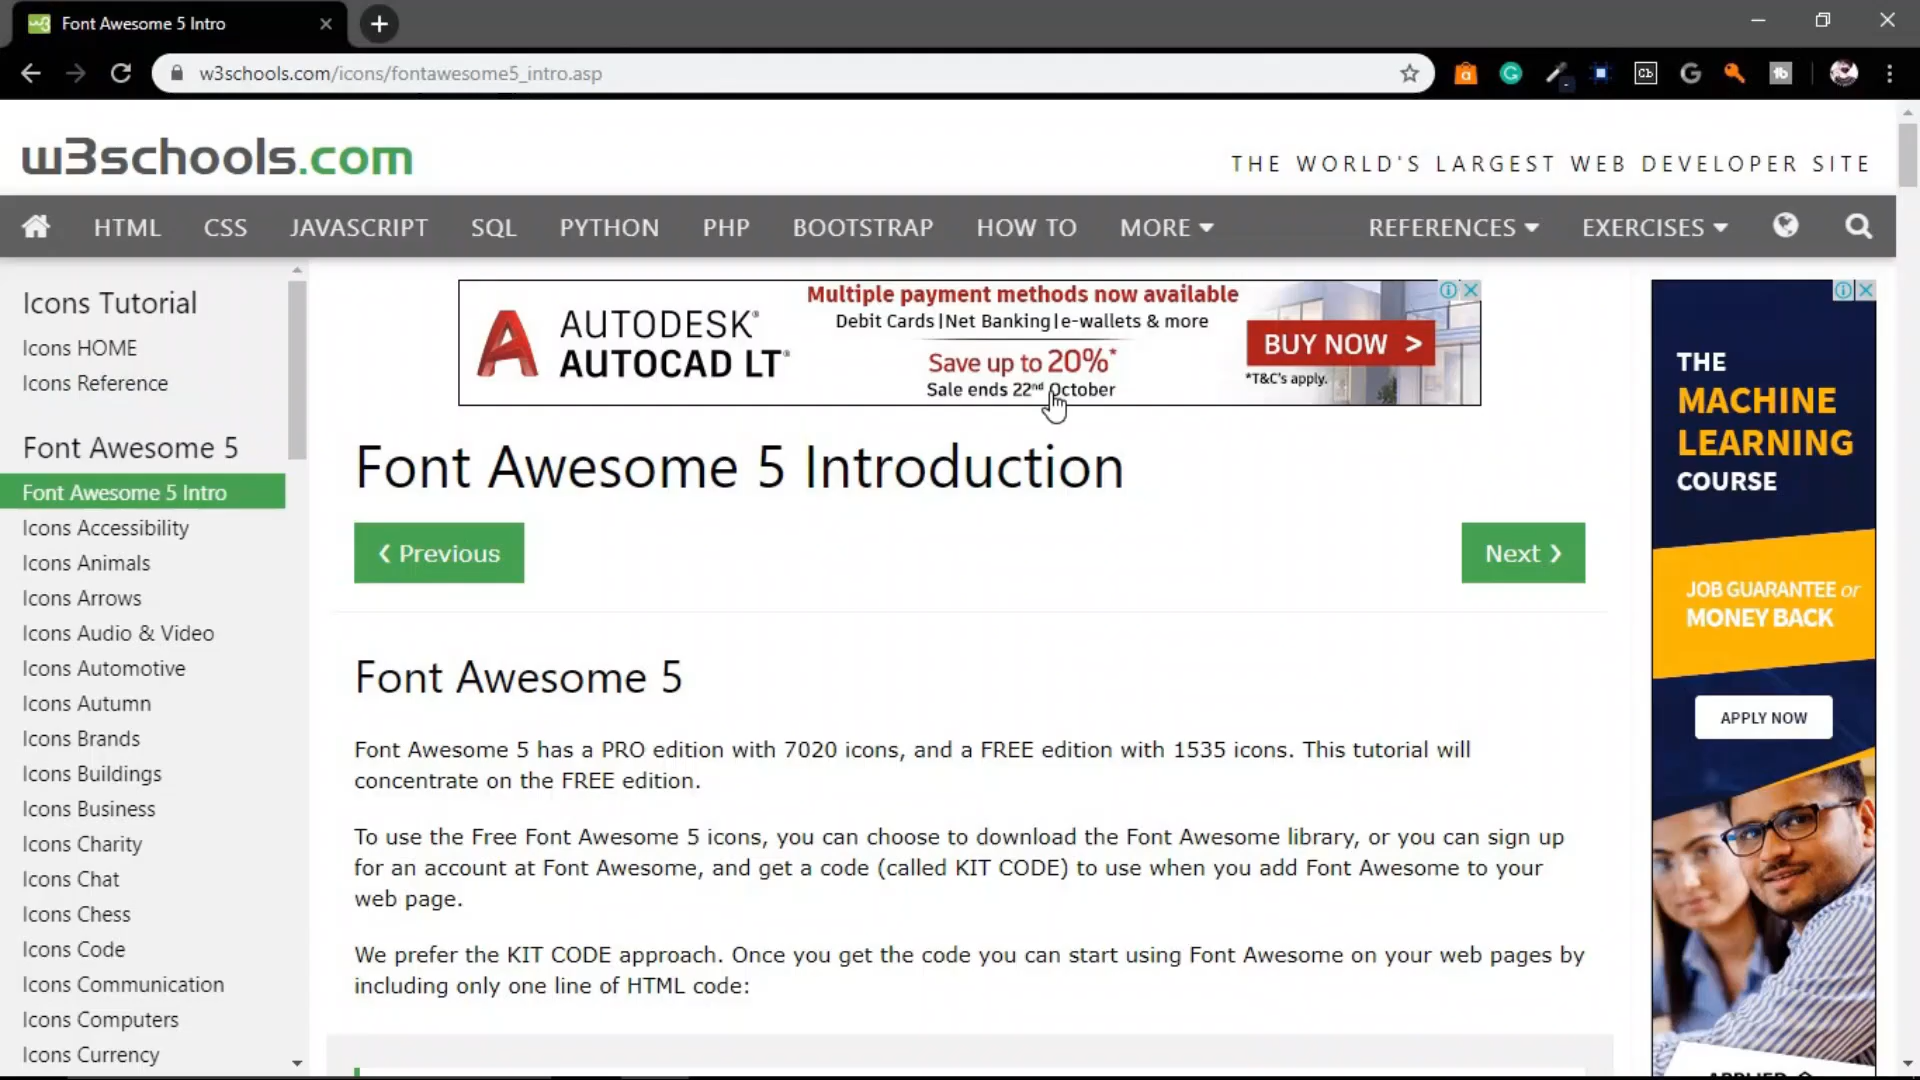 Font Awesome 5 Intro
w3schools.com/icons/fontawesome5_intro.asp
w3schools.com
THE WORLD'S LARGEST WEB DEVELOPER SITE
HTML CSS JAVASCRIPT SQL PYTHON PHP BOOTSTRAP HOW TO MORE REFERENCES EXERCISES
Icons Tutorial
Icons HOME
Icons Reference
Font Awesome 5
Font Awesome 5 Intro
Icons Accessibility
Icons Animals
Icons Arrows
Icons Audio & Video
Icons Automotive
Icons Autumn
Icons Brands
Icons Buildings
Icons Business
Icons Charity
Icons Chat
Icons Chess
Icons Code
Icons Communication
Icons Computers
Icons Currency
AUTODESK®
AUTOCAD LT®
Multiple payment methods now available
Debit Cards|Net Banking|e-wallets & more
Save up to 20%*
Sale ends 22nd October
BUY NOW >
*T&C's apply.
Font Awesome 5 Introduction
❮ Previous
Next ❯
Font Awesome 5
Font Awesome 5 has a PRO edition with 7020 icons, and a FREE edition with 1535 icons. This tutorial will
concentrate on the FREE edition.
To use the Free Font Awesome 5 icons, you can choose to download the Font Awesome library, or you can sign up
for an account at Font Awesome, and get a code (called KIT CODE) to use when you add Font Awesome to your
web page.
We prefer the KIT CODE approach. Once you get the code you can start using Font Awesome on your web pages by
including only one line of HTML code:
THE
MACHINE
LEARNING
COURSE
JOB GUARANTEE or
MONEY BACK
APPLY NOW